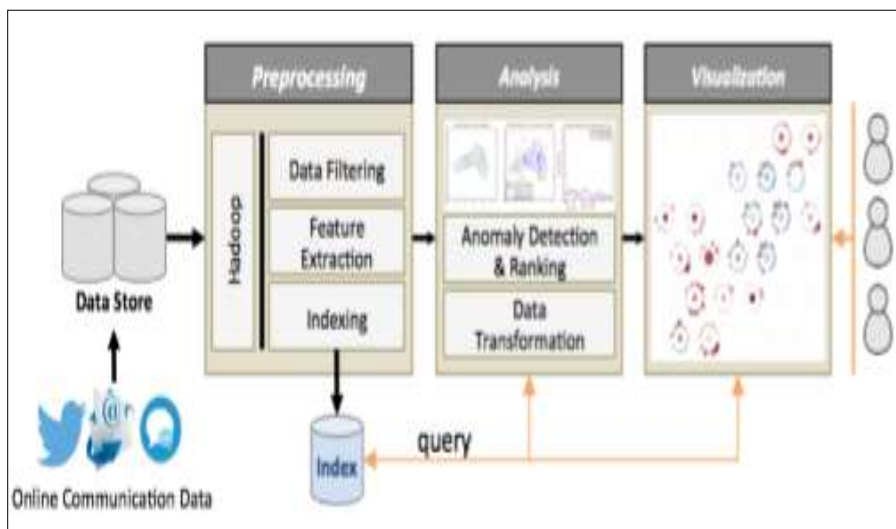 Preprocessing
Analysis
Visualization
Hadoop
Data Filtering
Feature
Extraction
Indexing
Anomaly Detection
& Ranking
Data
Transformation
Data Store
@
Index
query
Online Communication Data